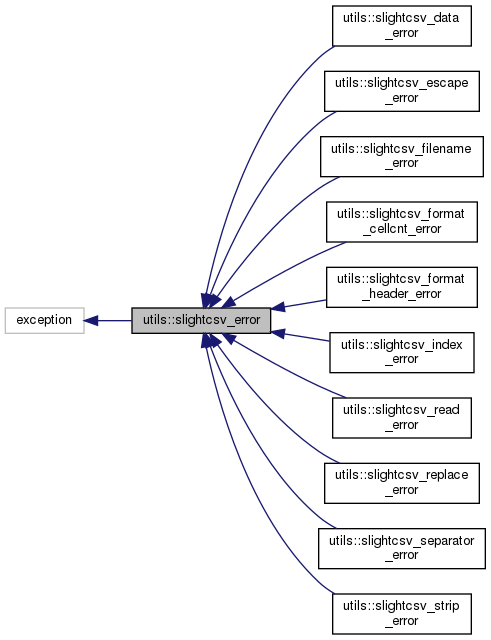 utils::slightcsv_data
_error
utils::slightcsv_escape
_error
utils::slightcsv_filename
_error
utils::slightcsv_format
_cellcnt_error
utils::slightcsv_format
_header_error
exception
utils::slightcsv_error
utils::slightcsv_index
_error
utils::slightcsv_read
_error
utils::slightcsv_replace
_error
utils::slightcsv_separator
_error
utils::slightcsv_strip
_error